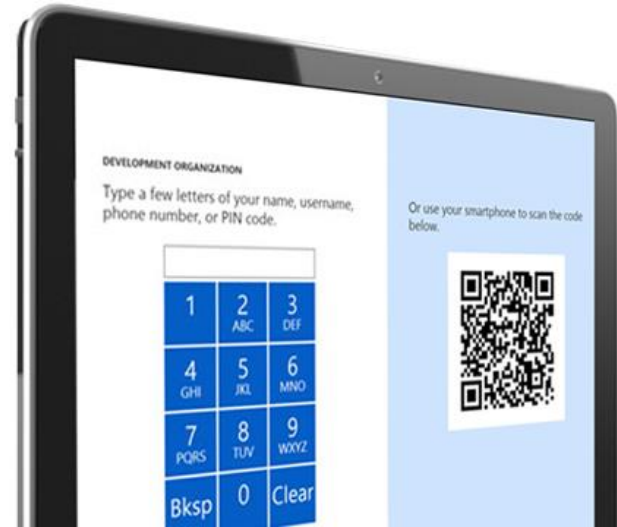 DEVELOPMENT ORGANIZATION
Type a few letters of your name, username,
phone number, or PIN code.
1
2
3
ABC
DEF
4
5
6
GHI
JKL
MNO
7
8
9
PQRS
TUV
WXYZ
Bksp
0
Clear
Or use your smartphone to scan the code
below.